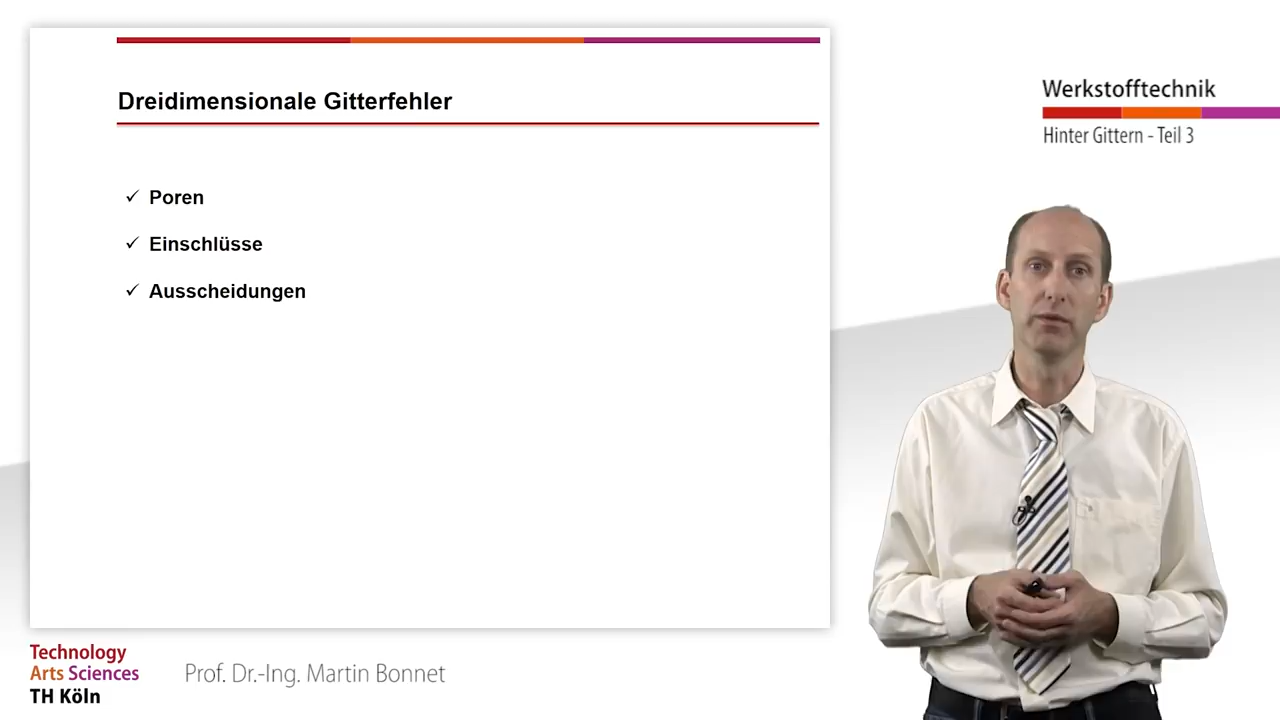 Dreidimensionale Gitterfehler
✓ Poren
✓ Einschlüsse
✓ Ausscheidungen
Werkstofftechnik
Hinter Gittern - Teil 3
Technology
Arts Sciences
TH Köln
Prof. Dr.-Ing. Martin Bonnet